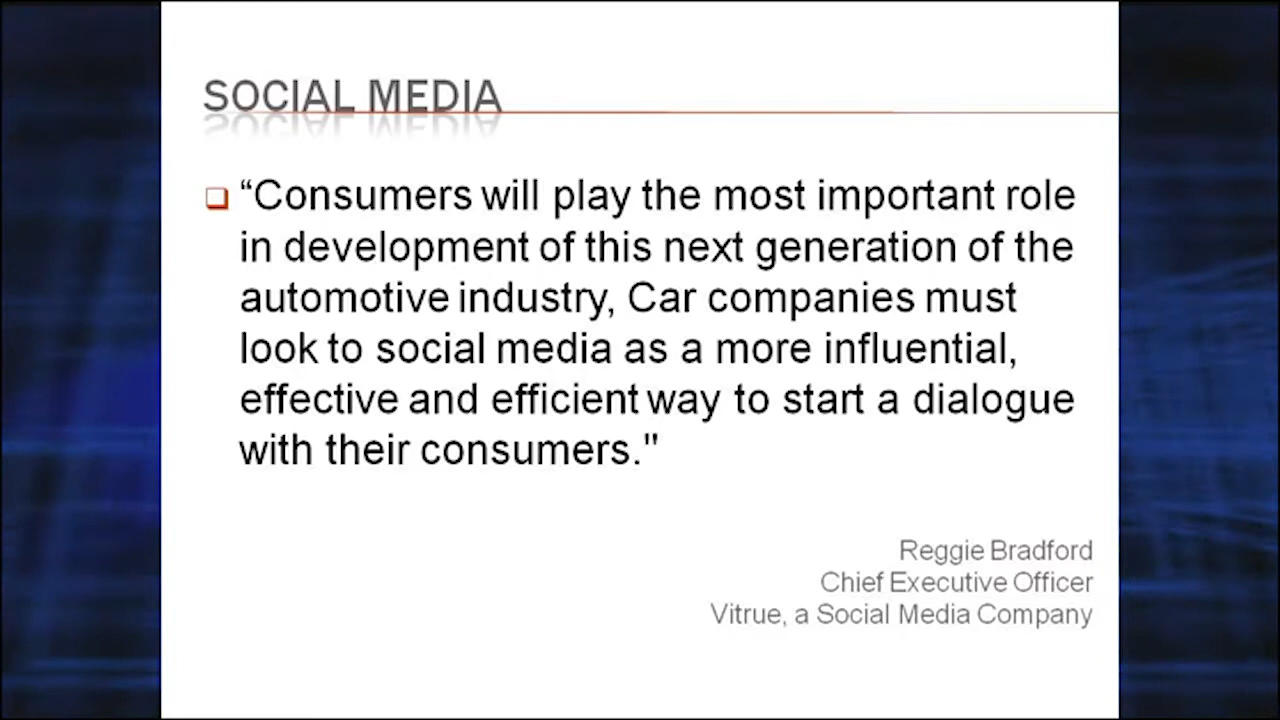 SOCIAL MEDIA
“Consumers will play the most important role
in development of this next generation of the
automotive industry, Car companies must
look to social media as a more influential,
effective and efficient way to start a dialogue
with their consumers."
Reggie Bradford
Chief Executive Officer
Vitrue, a Social Media Company